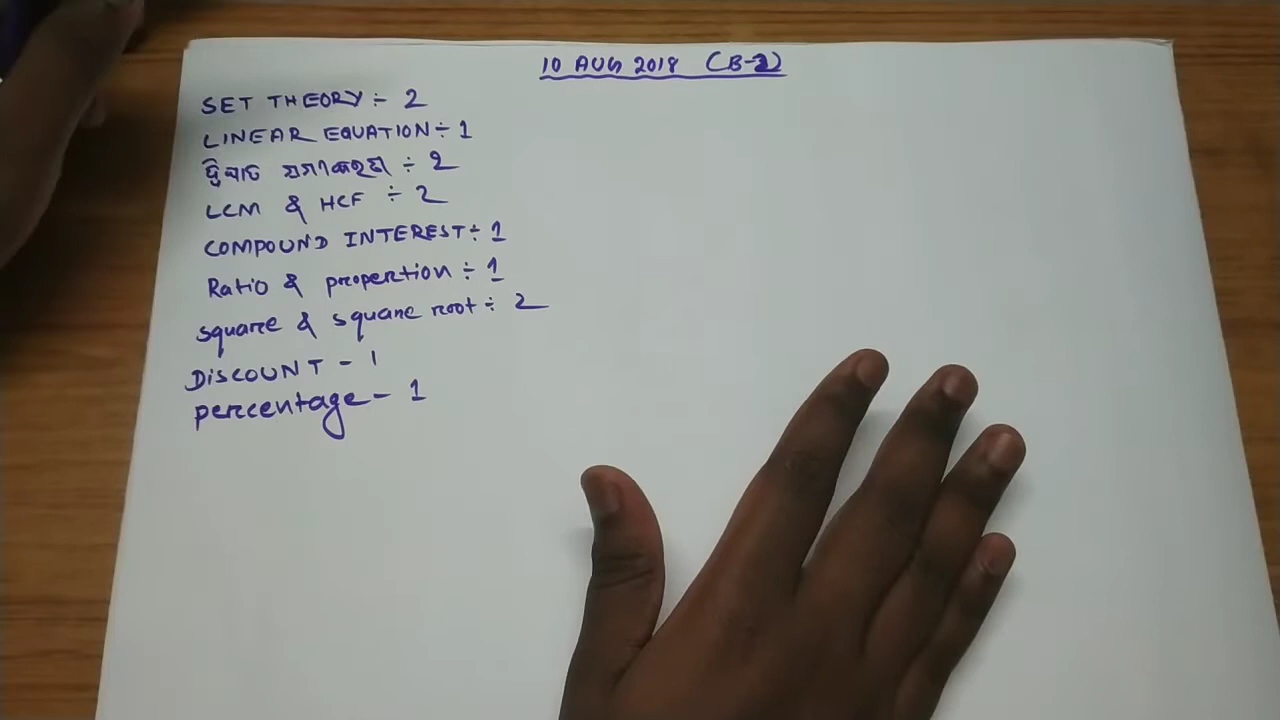 10 AUG 2018 (B-2)
SET THEORY ÷ 2
LINEAR EQUATION ÷ 1
ଦ୍ୱିଘାତ ସମୀକରଣ ÷ 2
LCM & HCF ÷ 2
COMPOUND INTEREST ÷ 1
Ratio & propertion ÷ 1
square & square root ÷ 2
DISCOUNT - 1
percentage - 1